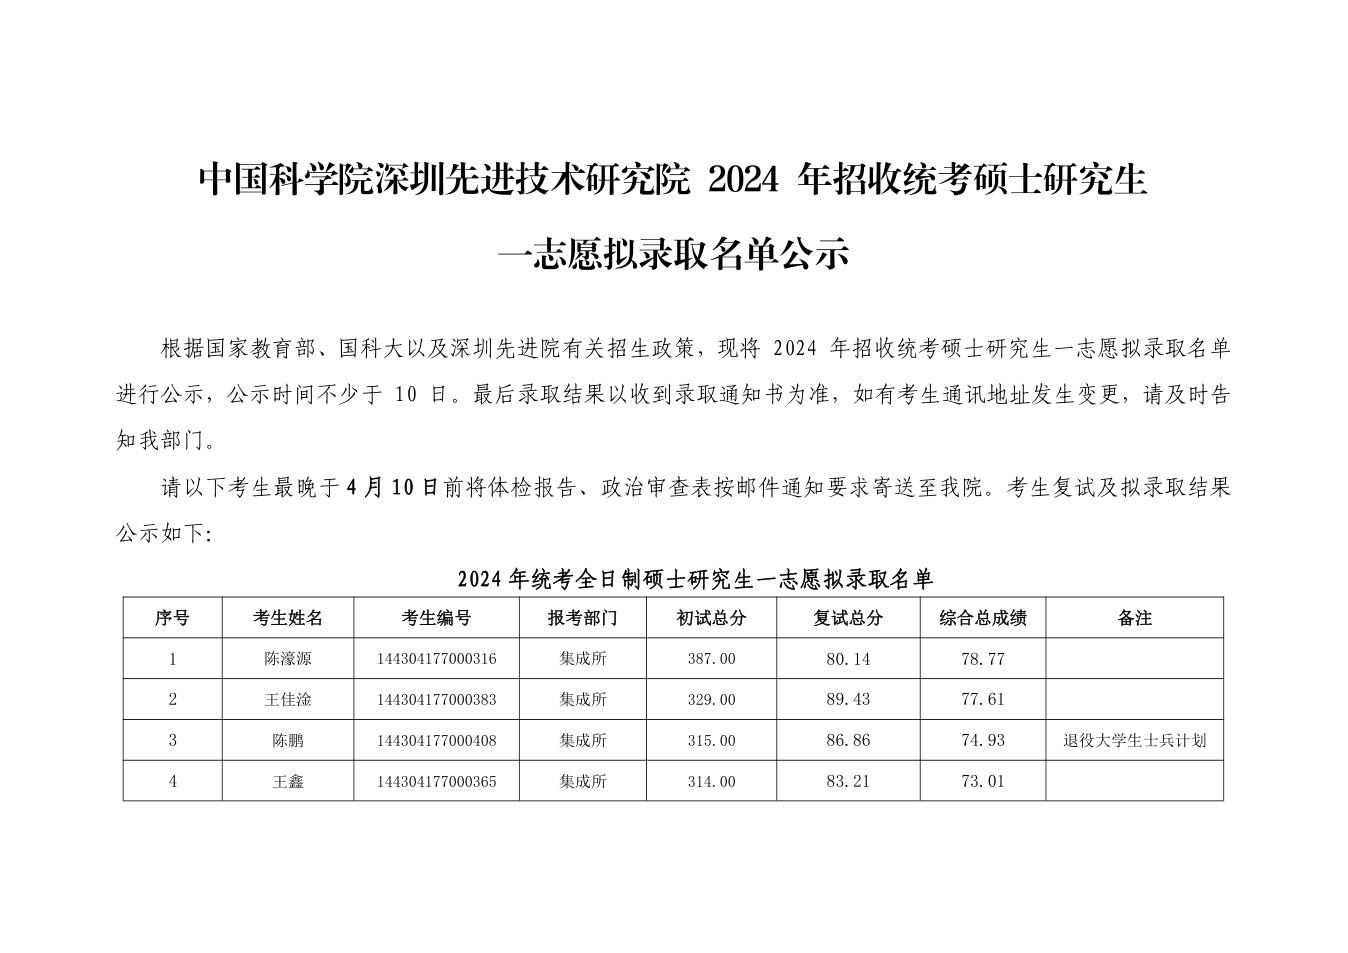 中国科学院深圳先进技术研究院 2024 年招收统考硕士研究生
一志愿拟录取名单公示
根据国家教育部、国科大以及深圳先进院有关招生政策，现将 2024 年招收统考硕士研究生一志愿拟录取名单
进行公示，公示时间不少于 10 日。最后录取结果以收到录取通知书为准，如有考生通讯地址发生变更，请及时告
知我部门。
请以下考生最晚于 4 月 10 日前将体检报告、政治审查表按邮件通知要求寄送至我院。考生复试及拟录取结果
公示如下：
2024 年统考全日制硕士研究生一志愿拟录取名单
序号 考生姓名 考生编号 报考部门 初试总分 复试总分 综合总成绩 备注
1 陈濠源 144304177000316 集成所 387.00 80.14 78.77
2 王佳淦 144304177000383 集成所 329.00 89.43 77.61
3 陈鹏 144304177000408 集成所 315.00 86.86 74.93 退役大学生士兵计划
4 王鑫 144304177000365 集成所 314.00 83.21 73.01